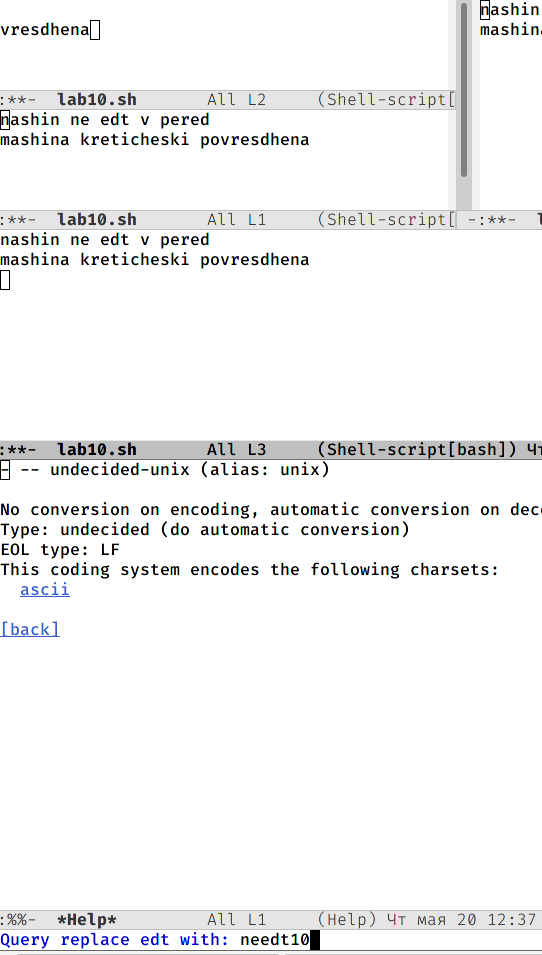 vresdhena
:**-  lab10.sh       All L2     (Shell-script[
nashin ne edt v pered
mashina kreticheski povresdhena
:**-  lab10.sh       All L1     (Shell-script[
nashin
mashina
-:**-
nashin ne edt v pered
mashina kreticheski povresdhena
:**-  lab10.sh       All L3     (Shell-script[bash]) Чт
- -- undecided-unix (alias: unix)
No conversion on encoding, automatic conversion on deco
Type: undecided (do automatic conversion)
EOL type: LF
This coding system encodes the following charsets:
ascii
[back]
:%%-  *Help*         All L1     (Help) Чт мая 20 12:37
Query replace edt with: needt10